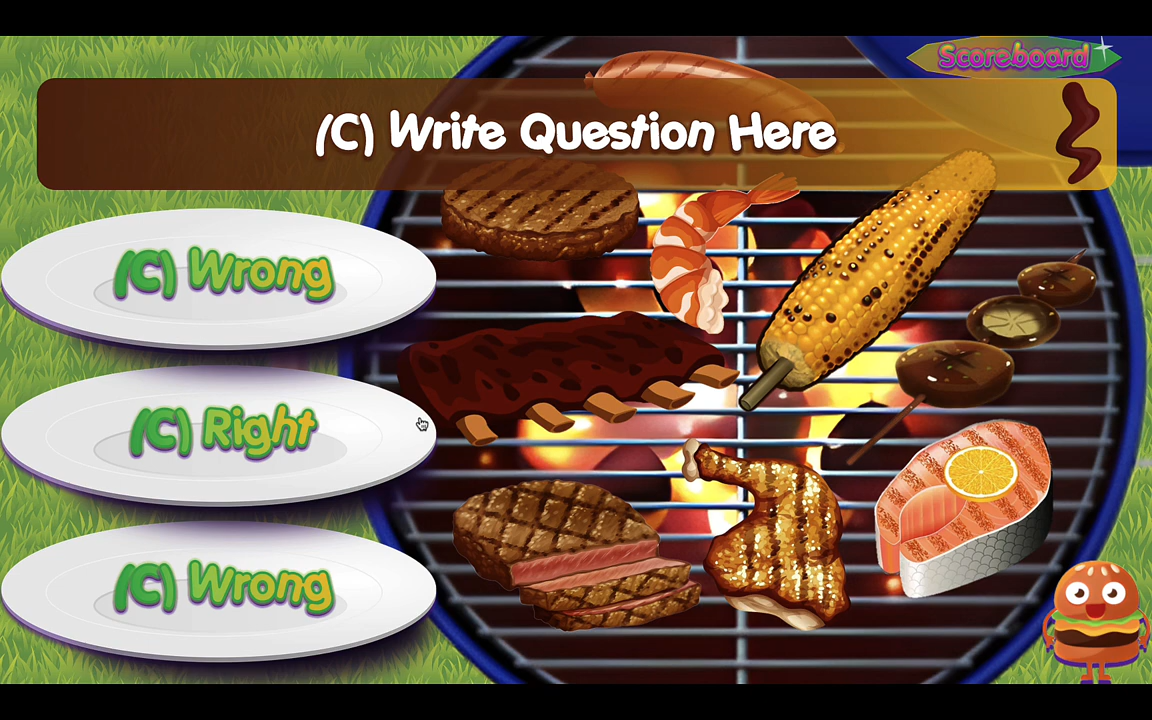 Scoreboard
(C) Write Question Here
(C) Wrong
(C) Right
(C) Wrong